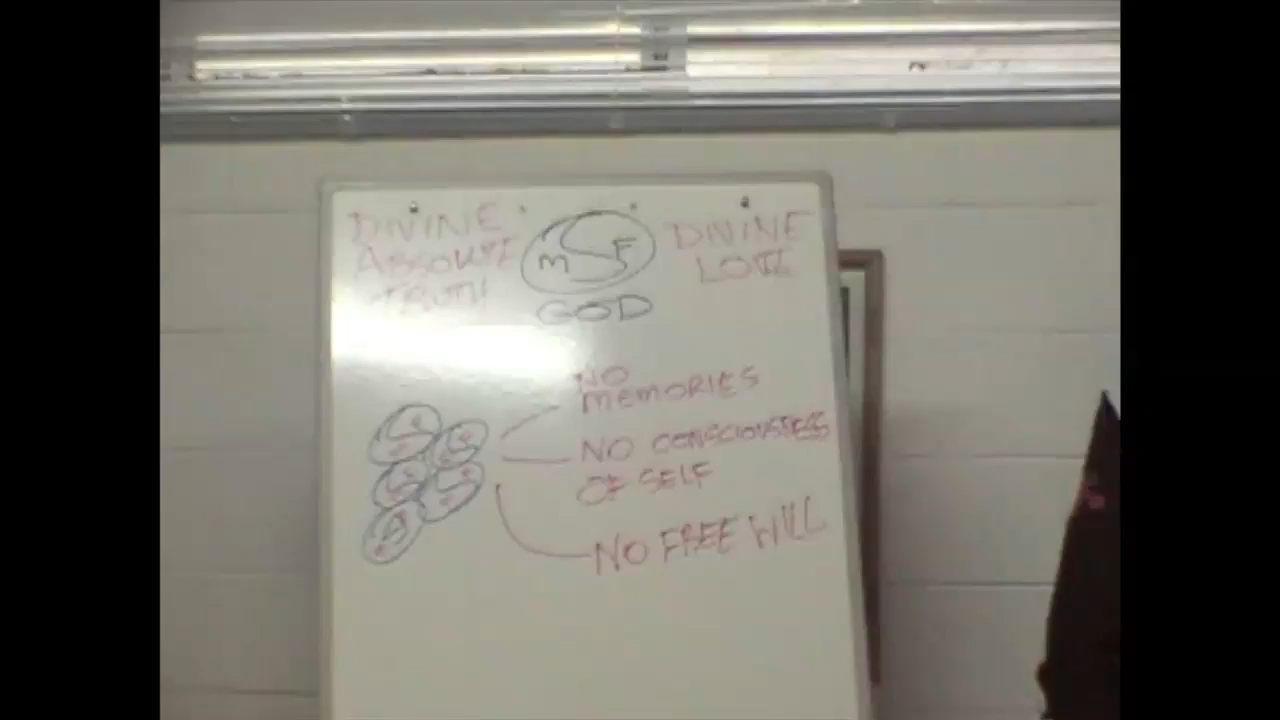 DIVINE
ABSOLUTE
TRUTH
M F
GOD
DIVINE
LOVE
NO
MEMORIES
NO CONSCIOUSNESS
OF SELF
NO FREE WILL